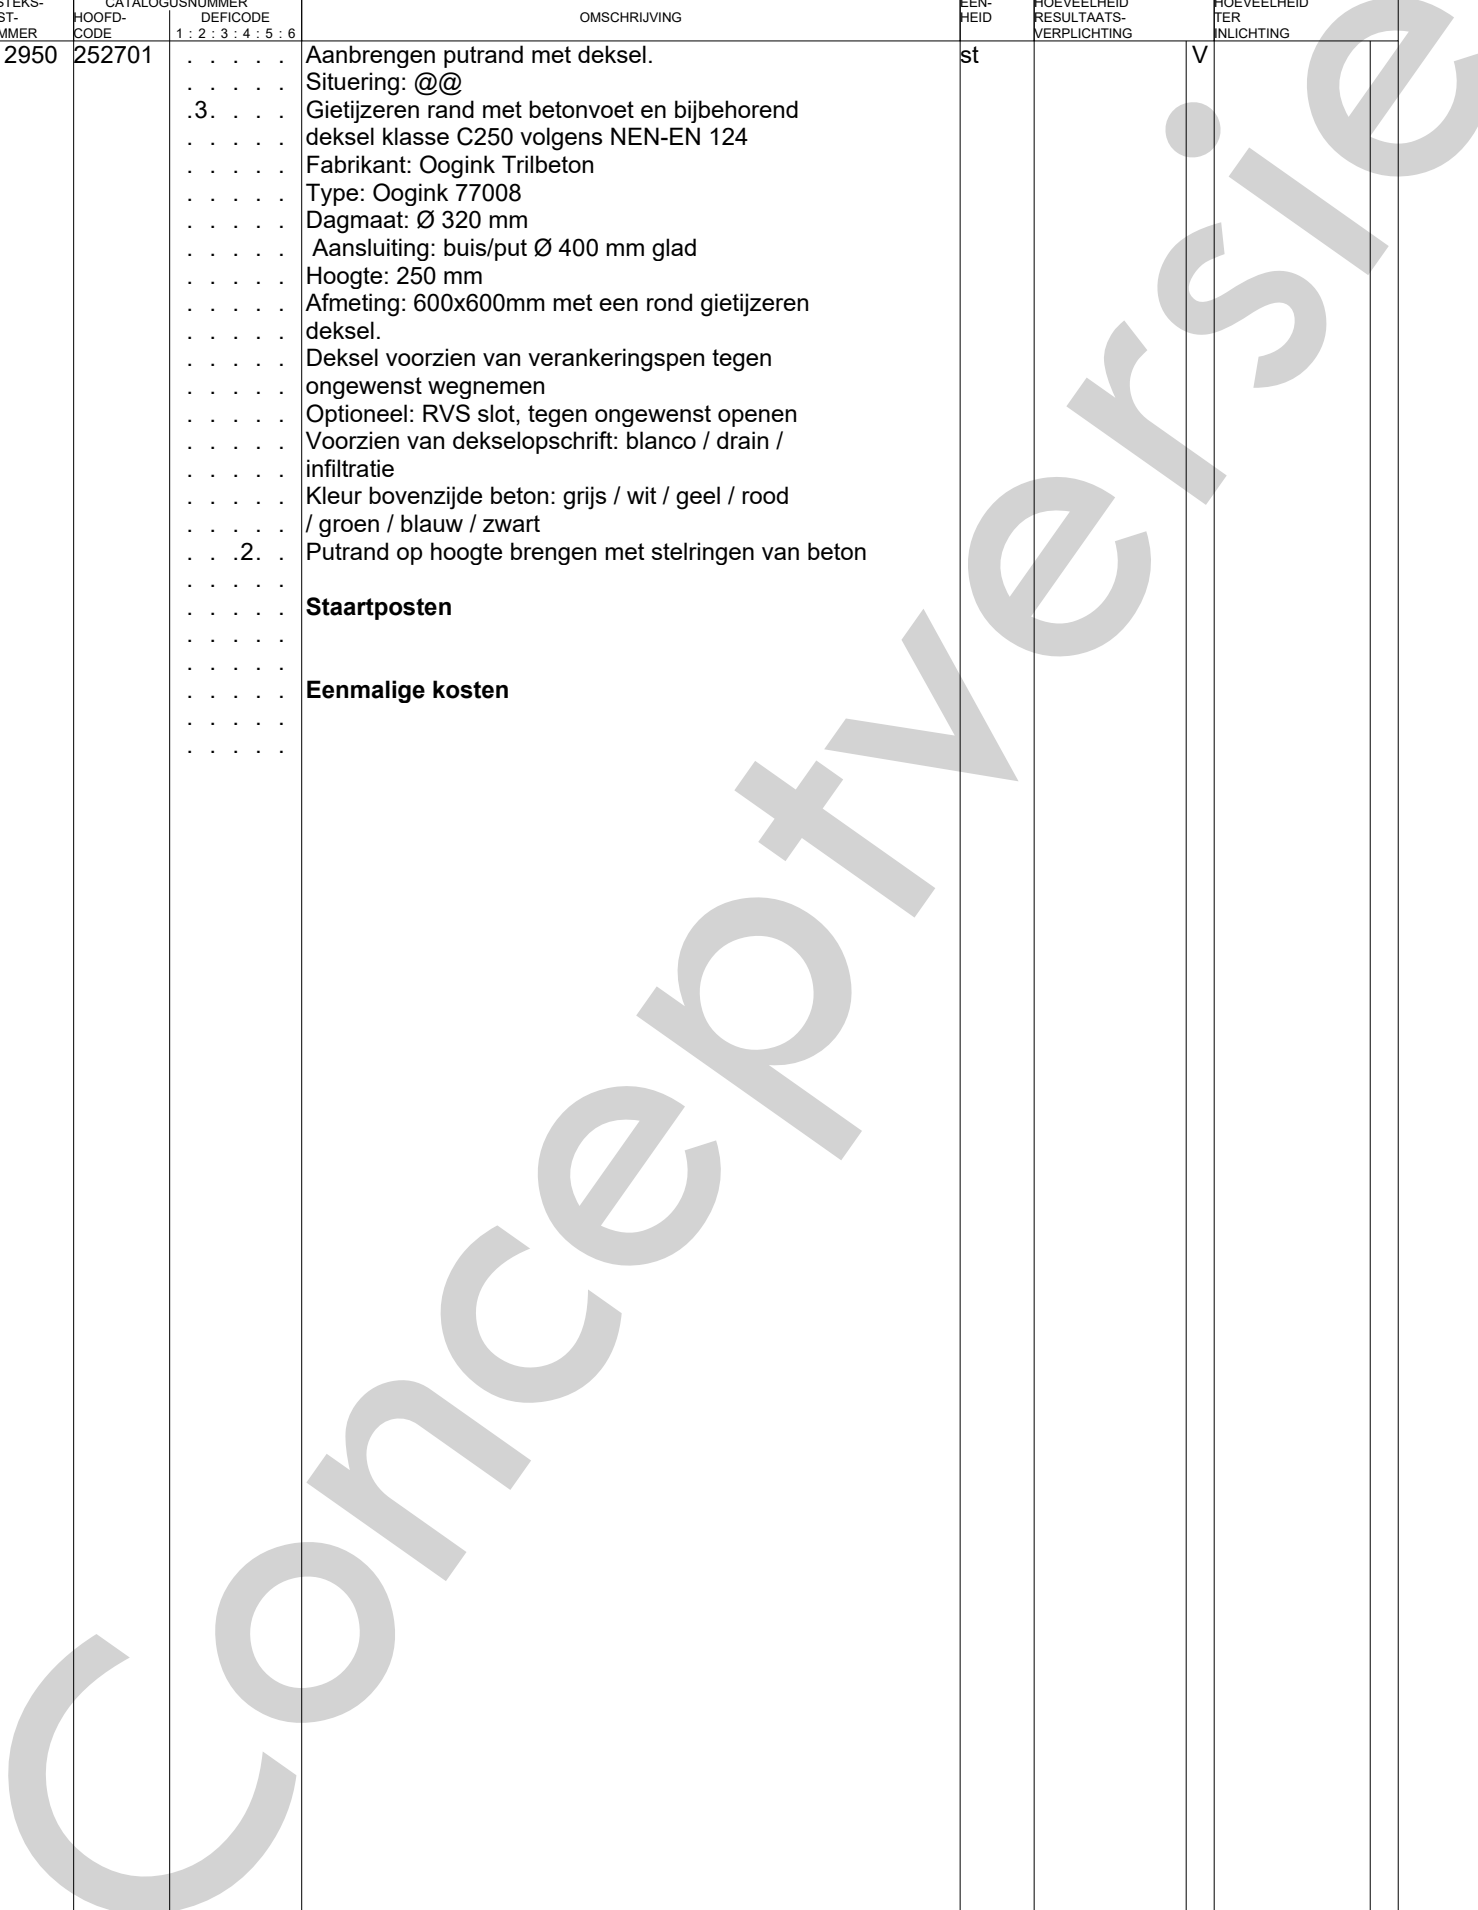 STEKS- CATALOGUSNUMMER EEN- HOEVEELHEID HOEVEELHEID
ST- HOOFD- DEFICODE OMSCHRIJVING HEID RESULTAATS- TER
MMER CODE 1 : 2 : 3 : 4 : 5 : 6 VERPLICHTING INLICHTING
2950 252701 . . . . . Aanbrengen putrand met deksel. st V
. . . . . Situering: @@
.3. . . . Gietijzeren rand met betonvoet en bijbehorend
. . . . . deksel klasse C250 volgens NEN-EN 124
. . . . . Fabrikant: Oogink Trilbeton
. . . . . Type: Oogink 77008
. . . . . Dagmaat: Ø 320 mm
. . . . . Aansluiting: buis/put Ø 400 mm glad
. . . . . Hoogte: 250 mm
. . . . . Afmeting: 600x600mm met een rond gietijzeren
. . . . . deksel.
. . . . . Deksel voorzien van verankeringspen tegen
. . . . . ongewenst wegnemen
. . . . . Optioneel: RVS slot, tegen ongewenst openen
. . . . . Voorzien van dekselopschrift: blanco / drain /
. . . . . infiltratie
. . . . . Kleur bovenzijde beton: grijs / wit / geel / rood
. . . . . / groen / blauw / zwart
. . .2. . Putrand op hoogte brengen met stelringen van beton
. . . . .
. . . . . Staartposten
. . . . .
. . . . .
. . . . . Eenmalige kosten
. . . . .
. . . . .
Conceptversie